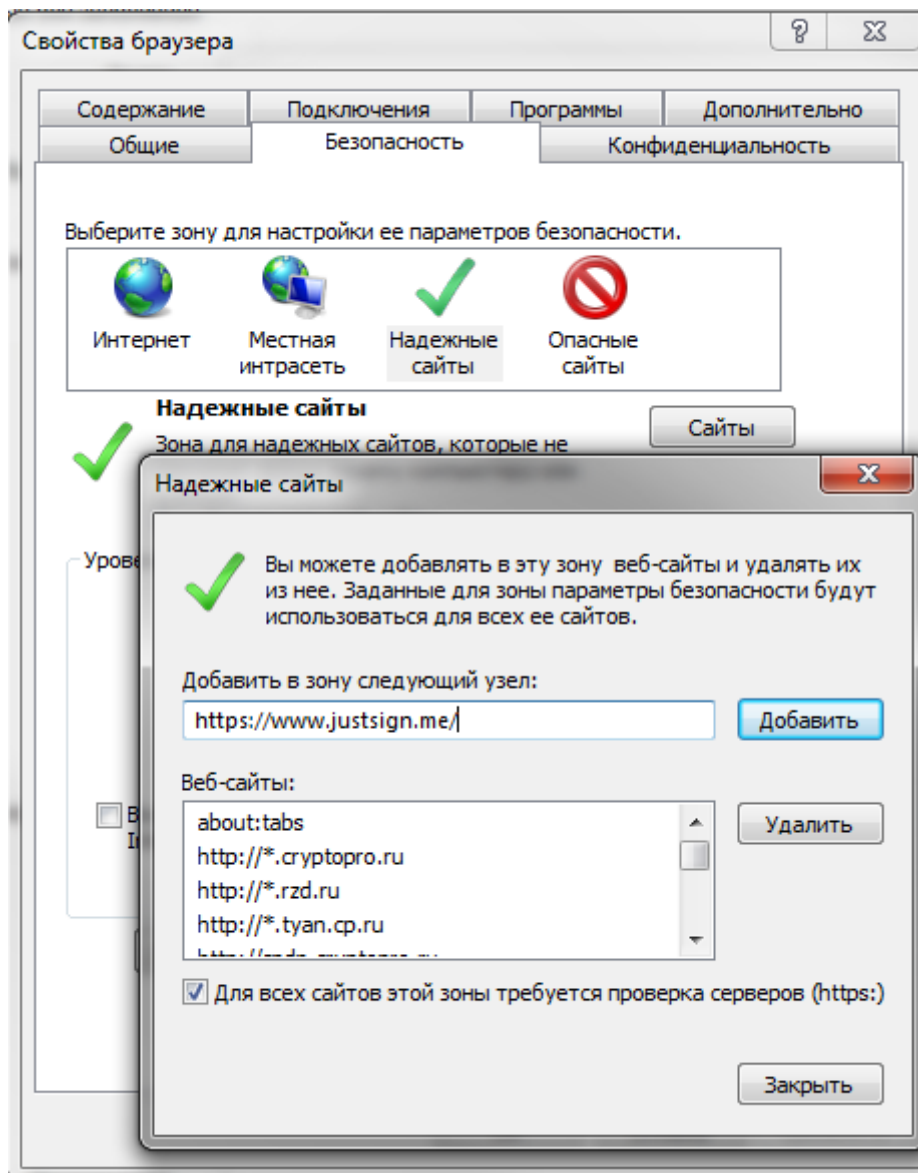 Свойства браузера
Содержание Подключения Программы Дополнительно
Общие Безопасность Конфиденциальность
Выберите зону для настройки ее параметров безопасности.
Интернет Местная интрасеть Надежные сайты Опасные сайты
Надежные сайты
Сайты
Зона для надежных сайтов, которые не
Надежные сайты
Урове
Вы можете добавлять в эту зону веб-сайты и удалять их
из нее. Заданные для зоны параметры безопасности будут
использоваться для всех ее сайтов.
Добавить в зону следующий узел:
https://www.justsign.me/
Добавить
Веб-сайты:
about:tabs
Удалить
http://*.cryptopro.ru
http://*.rzd.ru
http://*.tyan.cp.ru
В
Для всех сайтов этой зоны требуется проверка серверов (https:)
Закрыть